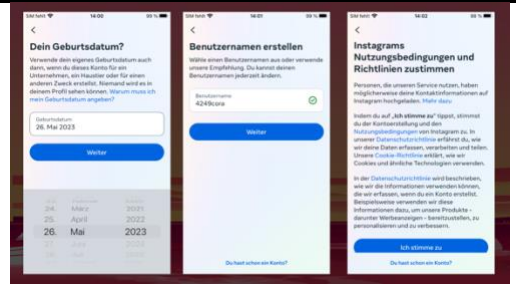 14:00
Dein Geburtsdatum?
Verwende dein eigenes Geburtsdatum auch
dann, wenn du dieses Konto für ein
Unternehmen, ein Haustier oder für einen
anderen Zweck erstellst. Niemand wird es in
deinem Profil sehen können. Warum muss ich
mein Geburtsdatum angeben?
Geburtsdatum
26. Mai 2023
Weiter
24. März 2021
25. April 2022
26. Mai 2023
14:01
Benutzernamen erstellen
Wähle einen Benutzernamen aus oder verwende
unsere Empfehlung. Du kannst deinen
Benutzernamen jederzeit ändern.
Benutzername
4249cora
Weiter
Du hast schon ein Konto?
14:02
Instagrams
Nutzungsbedingungen und
Richtlinien zustimmen
Personen, die unseren Service nutzen, haben
möglicherweise deine Kontaktinformationen auf
Instagram hochgeladen. Mehr dazu
Indem du auf „Ich stimme zu" tippst, stimmst
du der Kontoerstellung und den
Nutzungsbedingungen von Instagram zu. In
unserer Datenschutzrichtlinie erfährst du, wie
wir deine Daten erfassen, verarbeiten und teilen.
Unsere Cookie-Richtlinie erklärt, wie wir
Cookies und ähnliche Technologien verwenden.
In der Datenschutzrichtlinie wird beschrieben,
wie wir die Informationen verwenden können,
die wir erfassen, wenn du ein Konto erstellst.
Beispielsweise verwenden wir diese
Informationen dazu, um unsere Produkte -
darunter Werbeanzeigen - bereitzustellen, zu
personalisieren und zu verbessern.
Ich stimme zu
Du hast schon ein Konto?